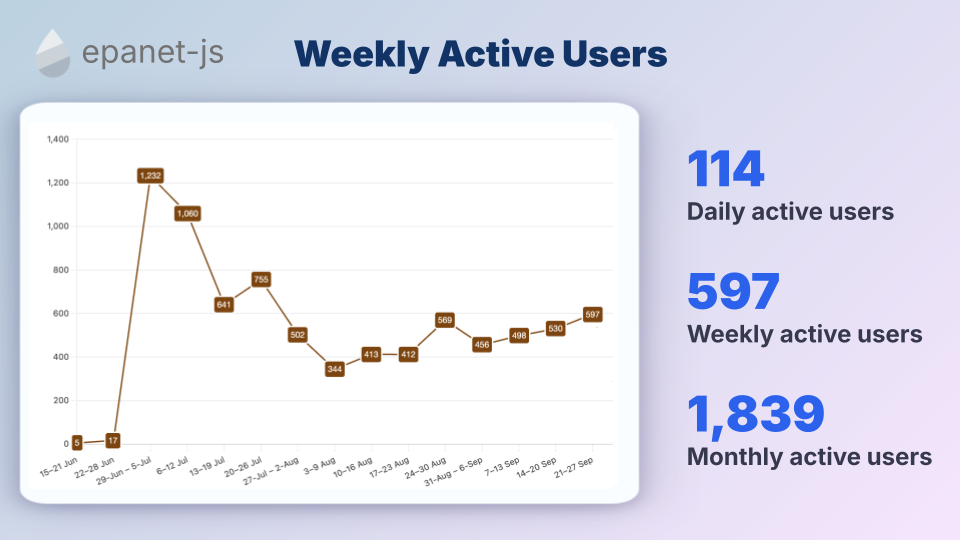 epanet-js
Weekly Active Users
1,400
1,200
1,000
800
600
400
200
0
5
17
1,232
1,060
641
755
502
344
413
412
569
456
498
530
597
15–21 Jun
22–28 Jun
29-Jun – 5-Jul
6–12 Jul
13–19 Jul
20–26 Jul
27-Jul – 2-Aug
3–9 Aug
10–16 Aug
17–23 Aug
24–30 Aug
31-Aug – 6-Sep
7–13 Sep
14–20 Sep
21–27 Sep
114
Daily active users
597
Weekly active users
1,839
Monthly active users